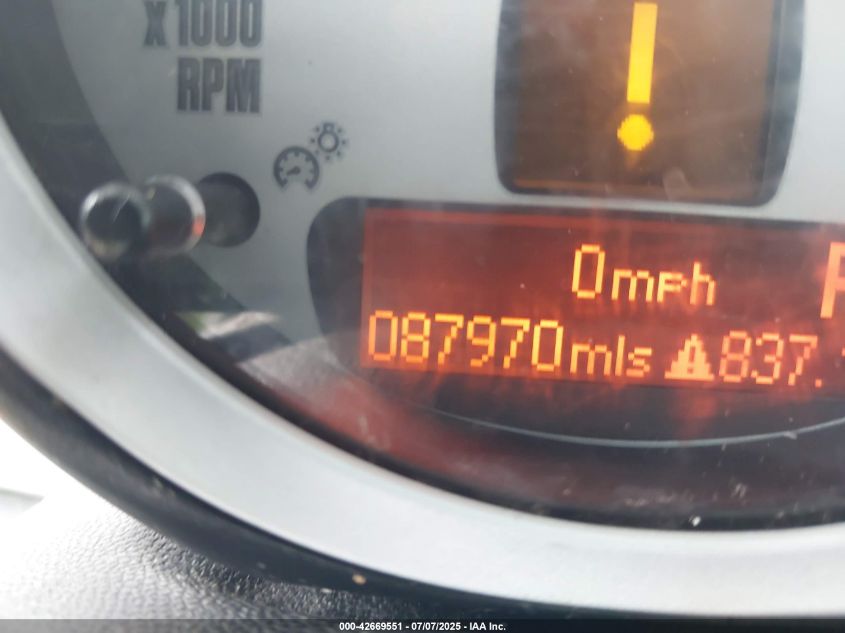 x1000
RPM
!
0mph
087970mls 837.
000-42669551 - 07/07/2025 - IAA Inc.